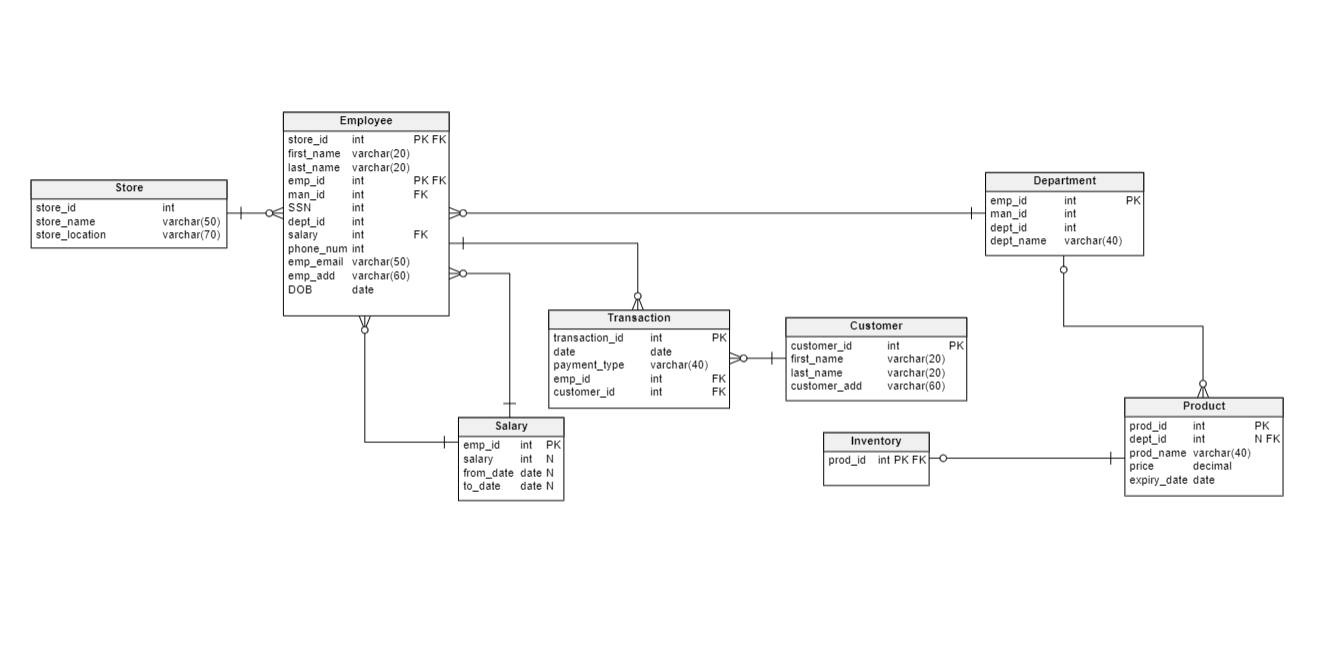 Employee
store_id int PK FK
first_name varchar(20)
last_name varchar(20)
emp_id int PK FK
man_id int FK
SSN int
dept_id int
salary int FK
phone_num int
emp_email varchar(50)
emp_add varchar(60)
DOB date
Store
store_id int
store_name varchar(50)
store_location varchar(70)
Department
emp_id int PK
man_id int
dept_id int
dept_name varchar(40)
Transaction
transaction_id int PK
date date
payment_type varchar(40)
emp_id int FK
customer_id int FK
Customer
customer_id int PK
first_name varchar(20)
last_name varchar(20)
customer_add varchar(60)
Salary
emp_id int PK
salary int N
from_date date N
to_date date N
Inventory
prod_id int PK FK
Product
prod_id int PK
dept_id int N FK
prod_name varchar(40)
price decimal
expiry_date date